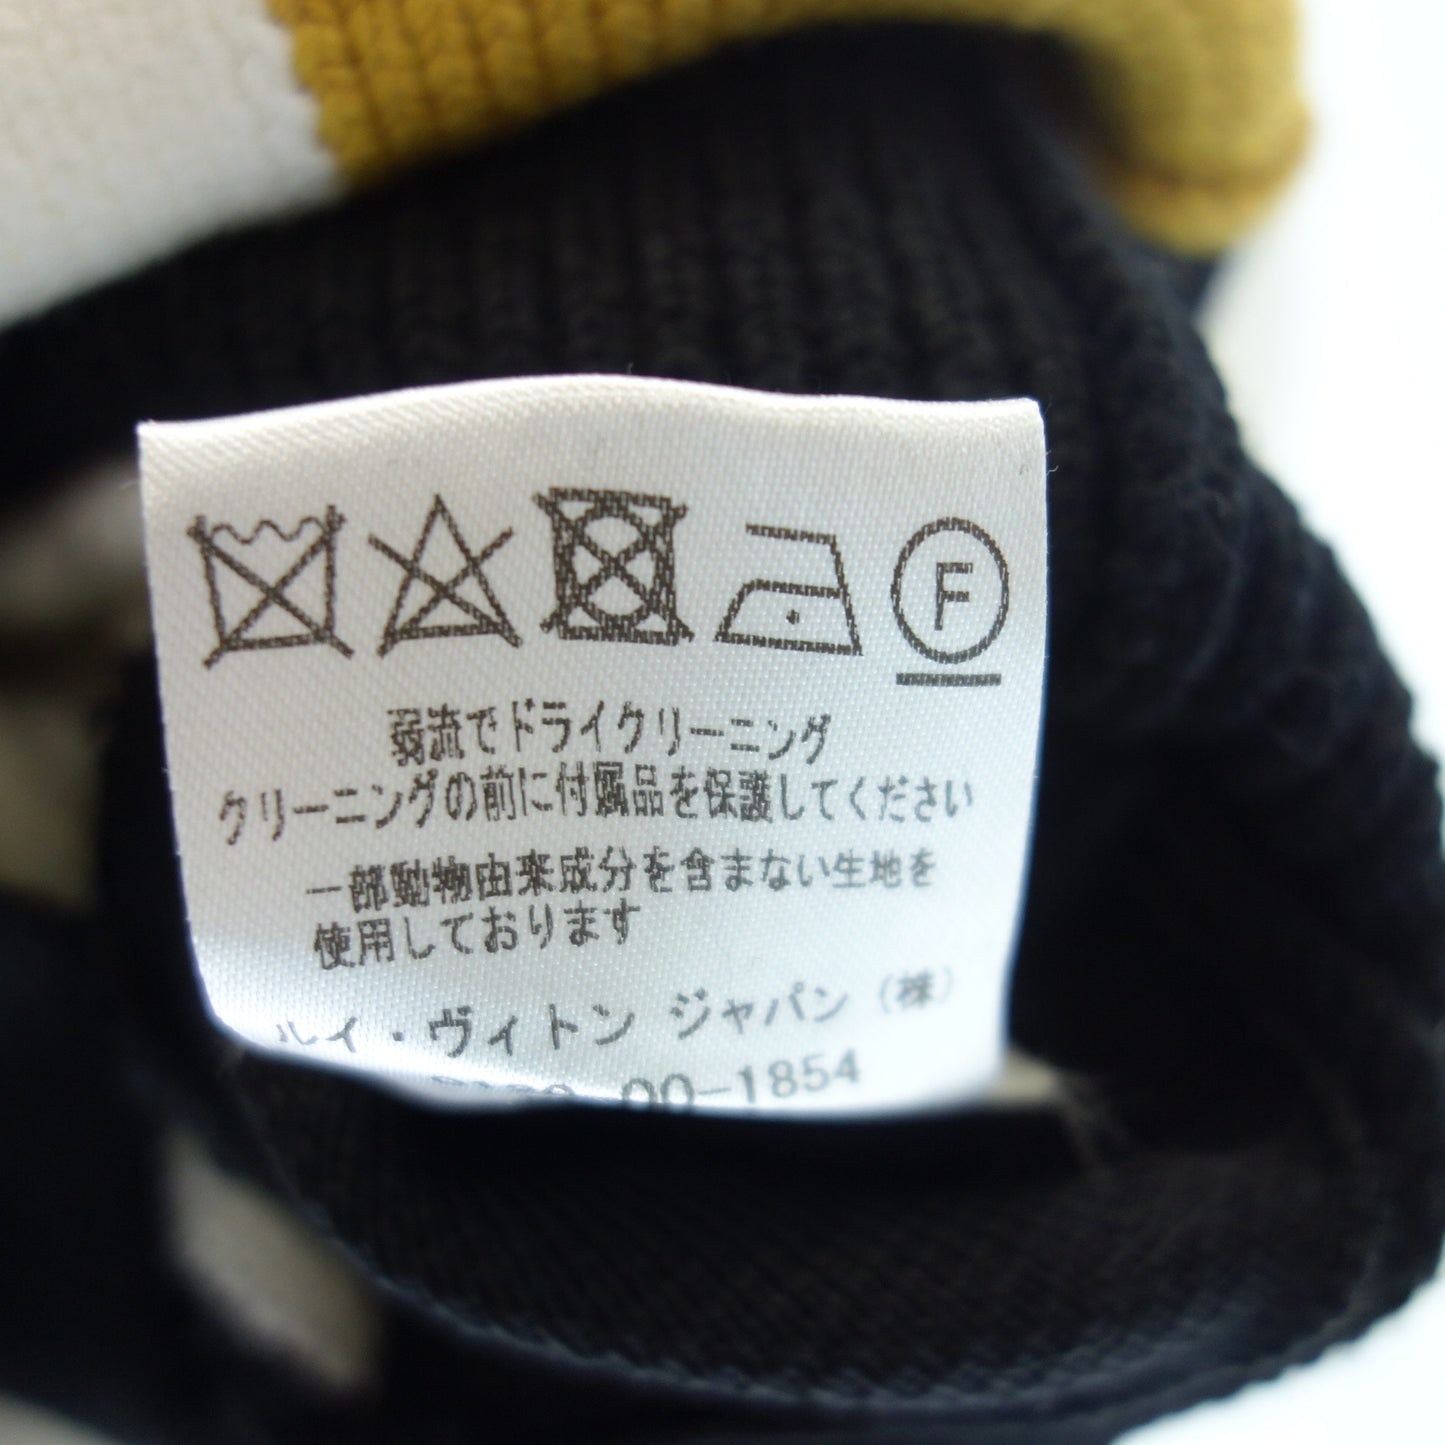 F
弱流でドライクリーニング
クリーニングの前に付属品を保護してください
一部動物由来成分を含まない生地を
使用しております
ルイ・ヴィトン ジャパン(株)
00-1854